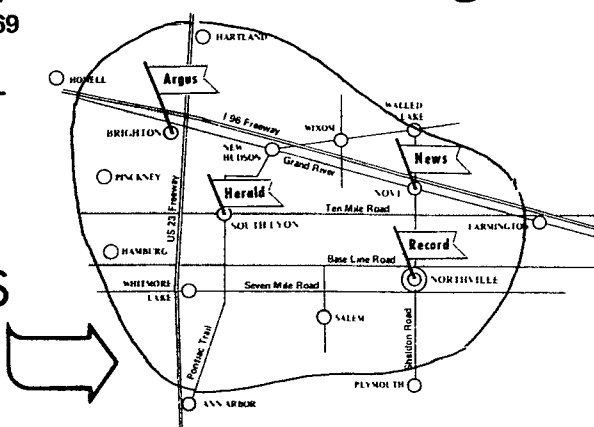 69
HARTLAND
HOWELL
Argus
I 96 Freeway
WALLED
LAKE
BRIGHTON
WIXOM
NEW
HUDSON
Grand River
News
PINCKNEY
Herald
NOVI
US 23 Freeway
Ten Mile Road
SOUTH LYON
FARMINGTON
Record
HAMBURG
Base Line Road
S
WHITMORE
LAKE
Seven Mile Road
NORTHVILLE
SALEM
Pontiac Trail
Sheldon Road
PLYMOUTH
ANN ARBOR